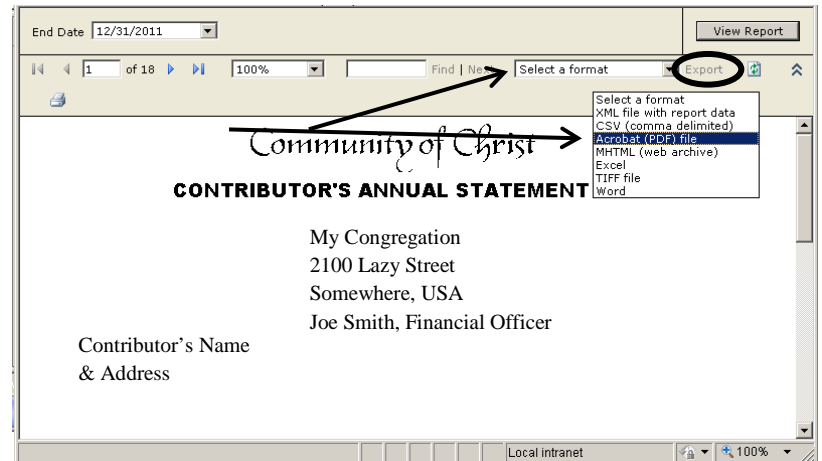 End Date 12/31/2011 View Report
1 of 18 100% Find | Next Select a format Export
Select a format
XML file with report data
CSV (comma delimited)
Acrobat (PDF) file
MHTML (web archive)
Excel
TIFF file
Word
Community of Christ
CONTRIBUTOR'S ANNUAL STATEMENT
My Congregation
2100 Lazy Street
Somewhere, USA
Joe Smith, Financial Officer
Contributor’s Name
& Address
Local intranet 100%